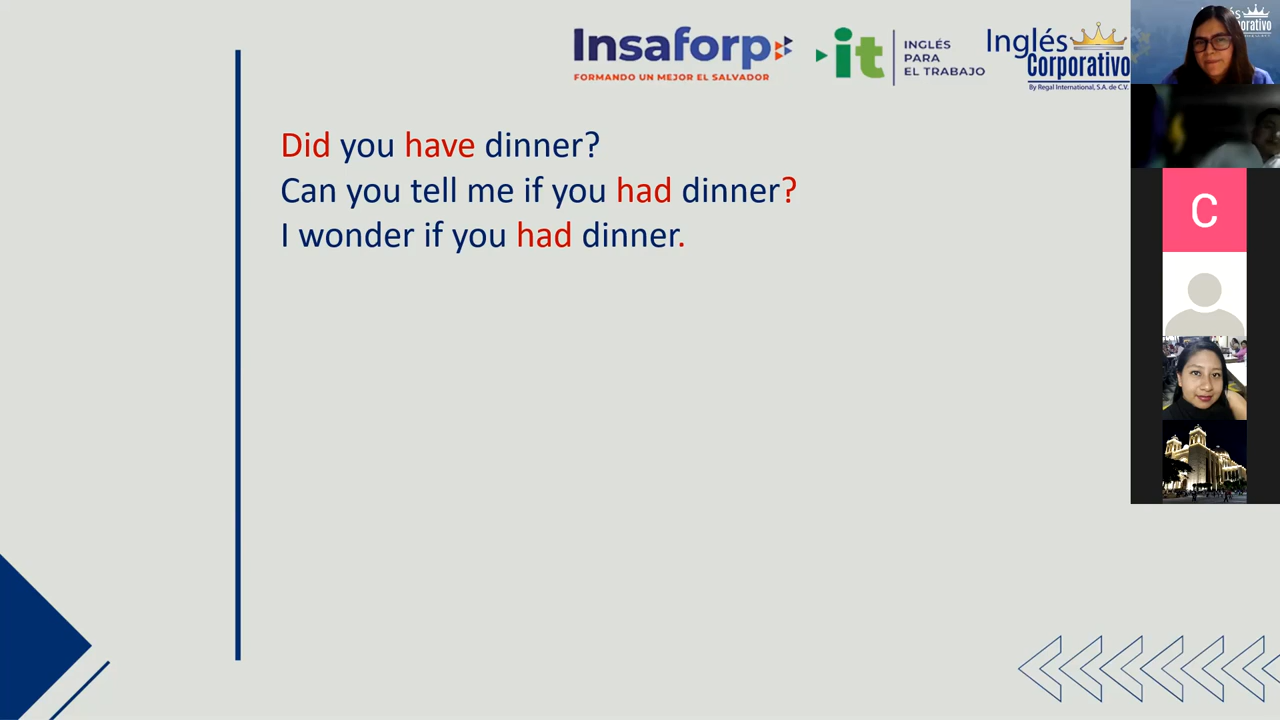 Insaforp
FORMANDO UN MEJOR EL SALVADOR
it
INGLÉS
PARA
EL TRABAJO
Inglés
Corporativo
By Regal International, S.A. de C.V.
Did you have dinner?
Can you tell me if you had dinner?
I wonder if you had dinner.
C